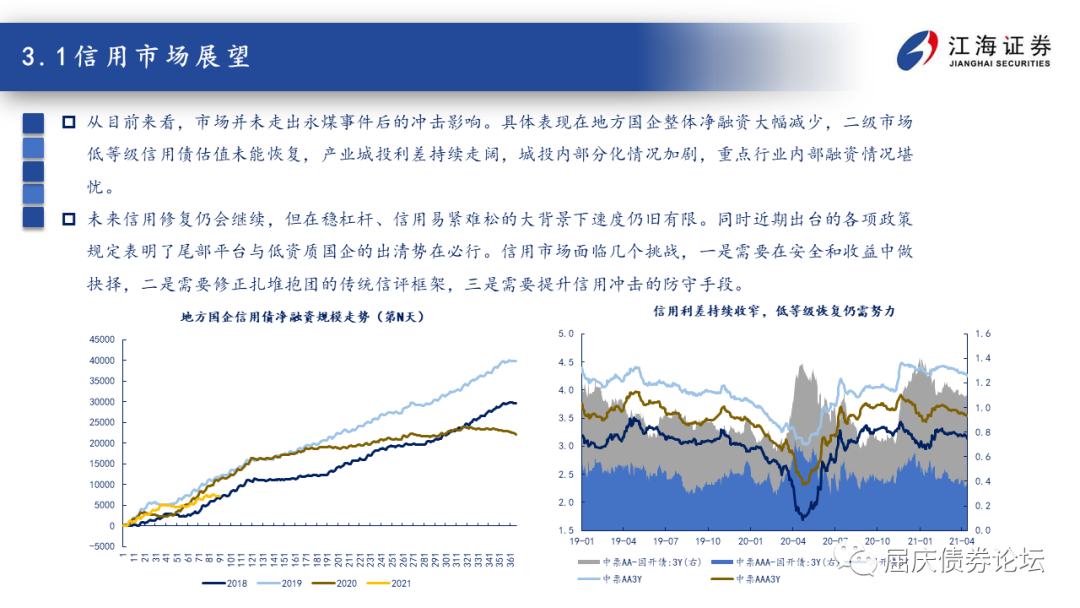 3.1信用市场展望
江海证券
JIANGHAI SECURITIES
从目前来看，市场并未走出永煤事件后的冲击影响。具体表现在地方国企整体净融资大幅减少，二级市场
低等级信用债估值未能恢复，产业城投利差持续走阔，城投内部分化情况加剧，重点行业内部融资情况堪
忧。
未来信用修复仍会继续，但在稳杠杆、信用易紧难松的大背景下速度仍旧有限。同时近期出台的各项政策
规定表明了尾部平台与低资质国企的出清势在必行。信用市场面临几个挑战，一是需要在安全和收益中做
抉择，二是需要修正扎堆抱团的传统信评框架，三是需要提升信用冲击的防守手段。
地方国企信用债净融资规模走势（第N天）
45000
40000
35000
30000
25000
20000
15000
10000
5000
0
-5000
1 11 21 31 41 51 61 71 81 91 101 111 121 131 141 151 161 171 181 191 201 211 221 231 241 251 261 271 281 291 301 311 321 331 341 351 361
2018 2019 2020 2021
信用利差持续收窄，低等级恢复仍需努力
5.0
4.5
4.0
3.5
3.0
2.5
2.0
1.5
1.6
1.4
1.2
1.0
0.8
0.6
0.4
0.2
0.0
19-01 19-04 19-07 19-10 20-01 20-04 20-07 20-10 21-01 21-04
中票AA-国开债:3Y(右) 中票AAA-国开债:3Y(右)
中票AA3Y 中票AAA3Y
屈庆债券论坛